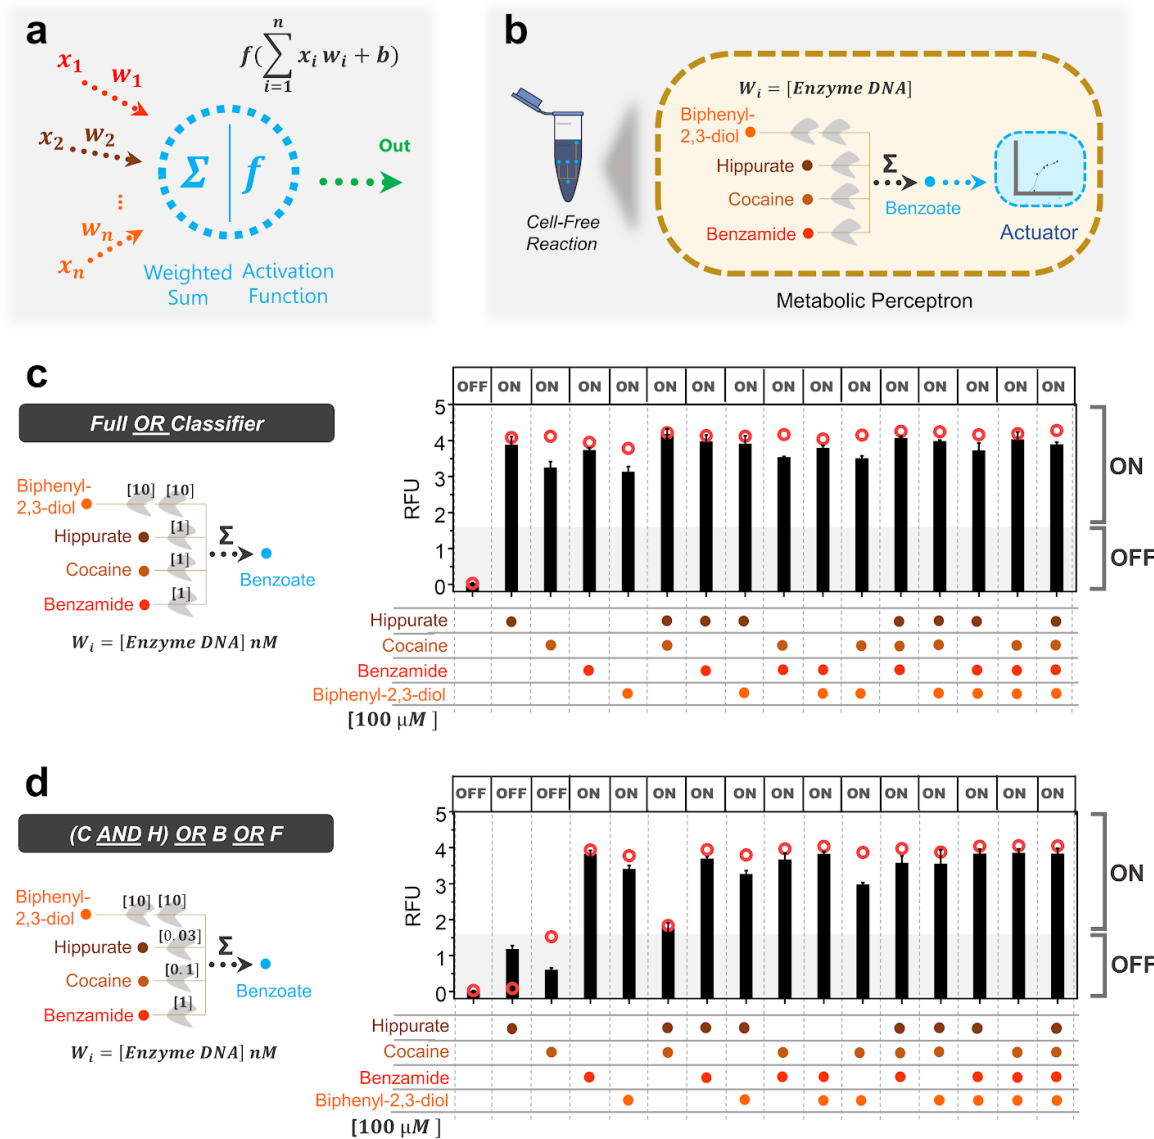 a
x1 w1
x2 w2
...
wn
xn
f(∑ i=1 n xi wi + b)
Σ f
Out
Weighted Sum
Activation Function
b
Wi = [Enzyme DNA]
Biphenyl-
2,3-diol
Hippurate
Cocaine
Benzamide
Σ
Benzoate
Actuator
Cell-Free
Reaction
Metabolic Perceptron
c
Full OR Classifier
Biphenyl-
2,3-diol
[10] [10]
Hippurate [1]
Cocaine [1]
Benzamide [1]
Σ
Benzoate
Wi = [Enzyme DNA] nM
OFF ON ON ON ON ON ON ON ON ON ON ON ON ON ON ON
RFU
5
4
3
2
1
0
ON
OFF
Hippurate
Cocaine
Benzamide
Biphenyl-2,3-diol
[100 μM ]
d
(C AND H) OR B OR F
Biphenyl-
2,3-diol
[10] [10]
Hippurate [0.03]
Cocaine [0.1]
Benzamide [1]
Σ
Benzoate
Wi = [Enzyme DNA] nM
OFF OFF OFF ON ON ON ON ON ON ON ON ON ON ON ON ON
RFU
5
4
3
2
1
0
ON
OFF
Hippurate
Cocaine
Benzamide
Biphenyl-2,3-diol
[100 μM ]